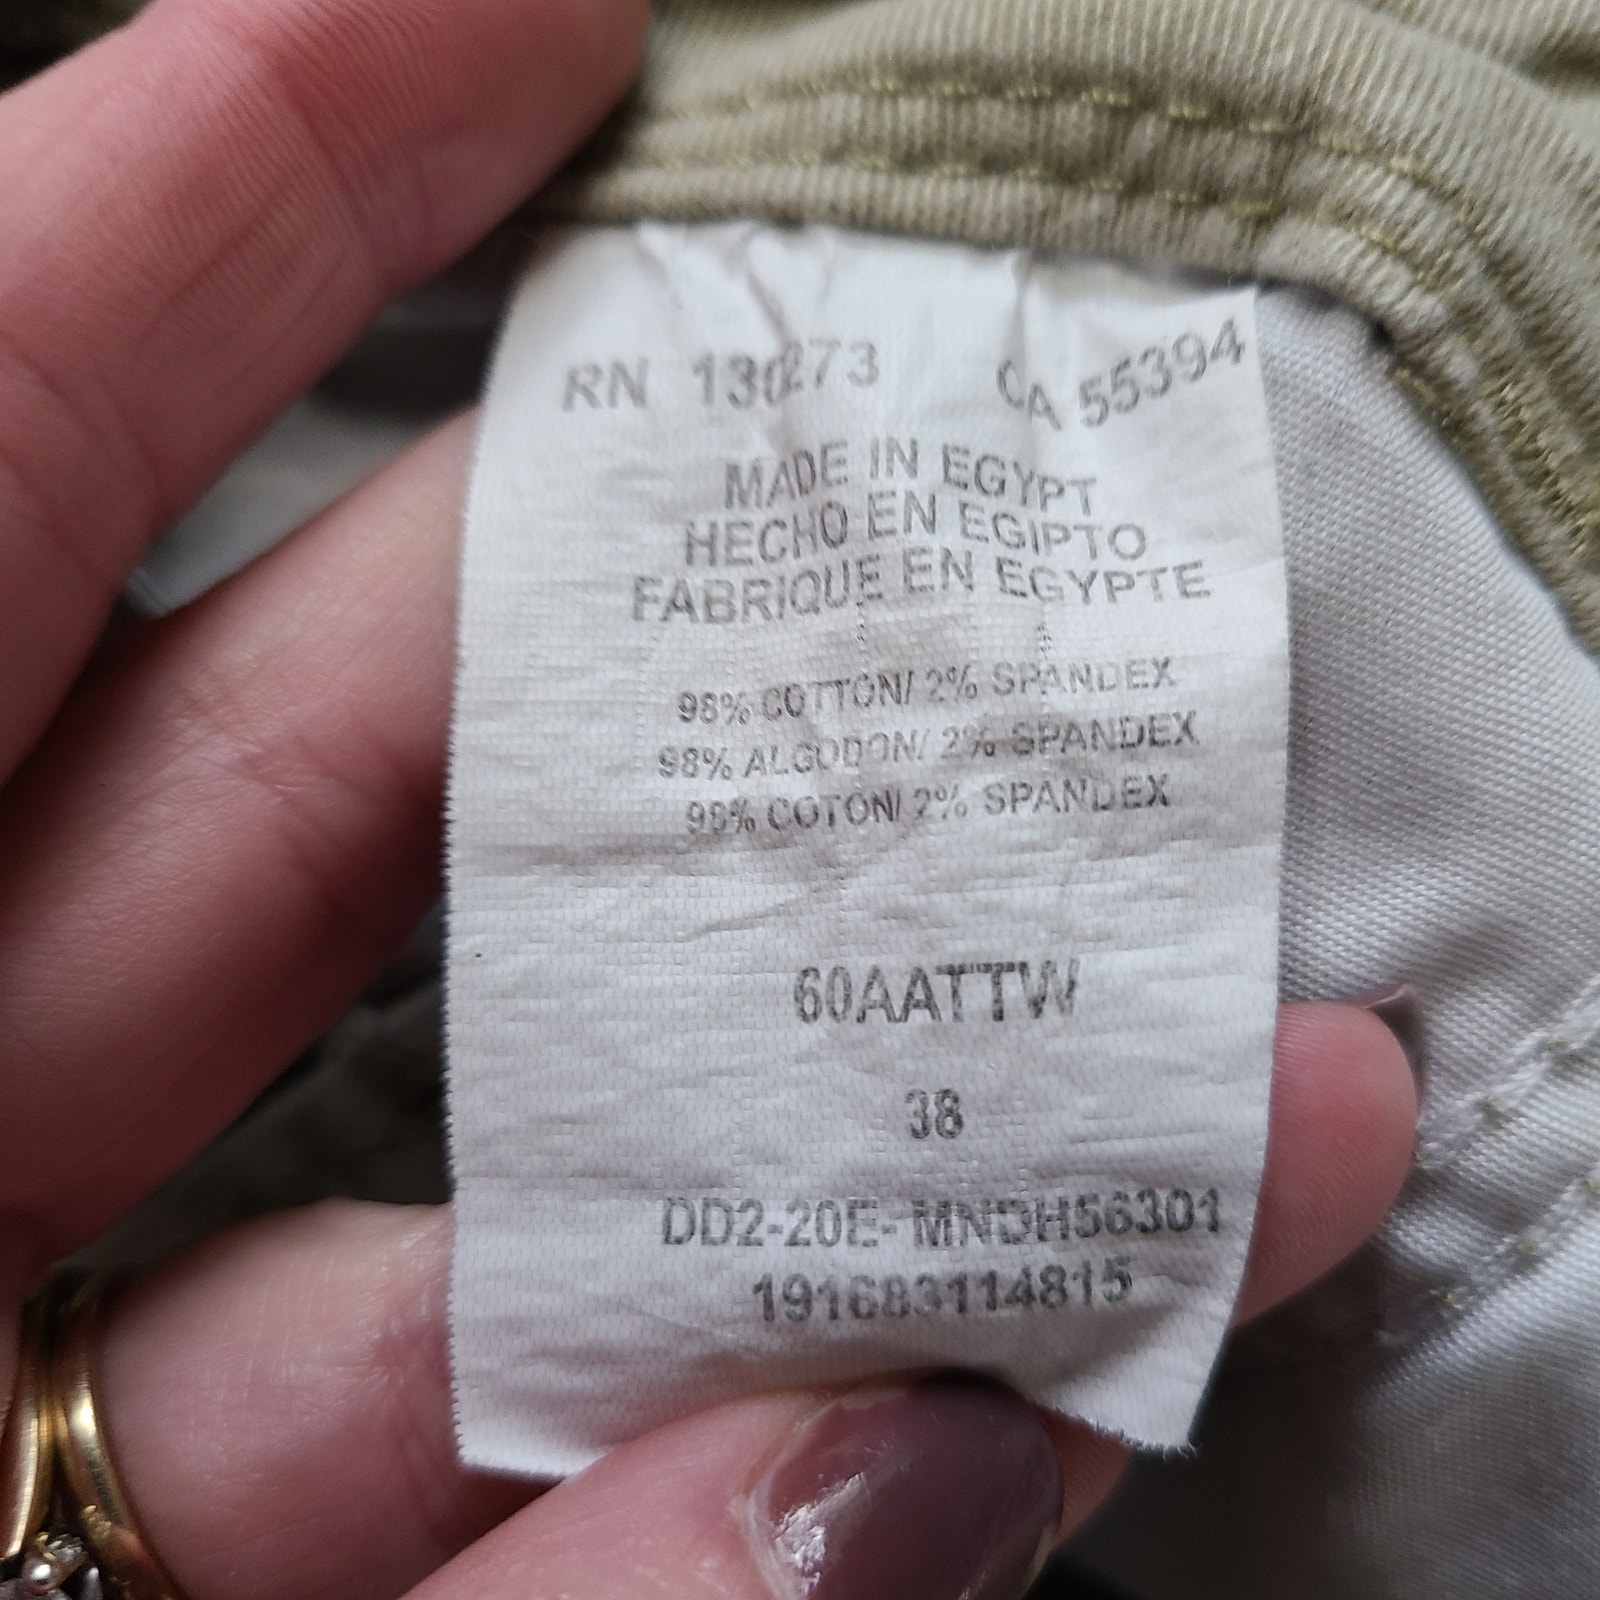 RN 130273 CA 55394
MADE IN EGYPT
HECHO EN EGIPTO
FABRIQUE EN EGYPTE
98% COTTON/ 2% SPANDEX
98% ALGODON/ 2% SPANDEX
98% COTON/ 2% SPANDEX
60AATTW
38
DD2-20E- MNDH56301
191683114815